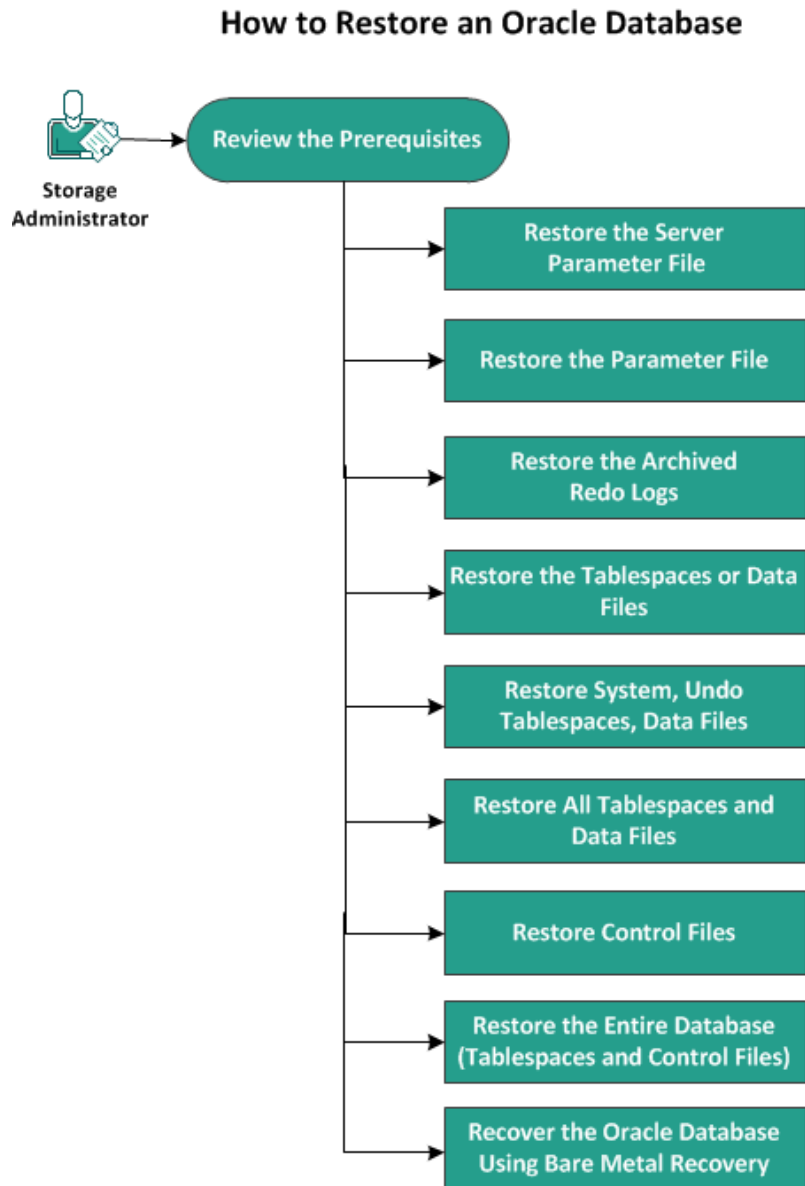 How to Restore an Oracle Database
Review the Prerequisites
Storage
Administrator
Restore the Server
Parameter File
Restore the Parameter File
Restore the Archived
Redo Logs
Restore the Tablespaces or Data
Files
Restore System, Undo
Tablespaces, Data Files
Restore All Tablespaces and
Data Files
Restore Control Files
Restore the Entire Database
(Tablespaces and Control Files)
Recover the Oracle Database
Using Bare Metal Recovery